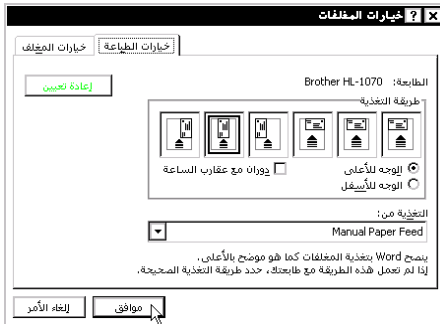 خيارات المغلفات
خيارات الطباعة
خيارات المغلف
الطابعة: Brother HL-1070
إعادة تعيين
طريقة التغذية
الوجه للأعلى
دوران مع عقارب الساعة
الوجه للأسفل
التغذية من:
Manual Paper Feed
ينصح Word بتغذية المغلفات كما هو موضح بالأعلى.
إذا لم تعمل هذه الطريقة مع طابعتك، حدد طريقة التغذية الصحيحة.
موافق
إلغاء الأمر